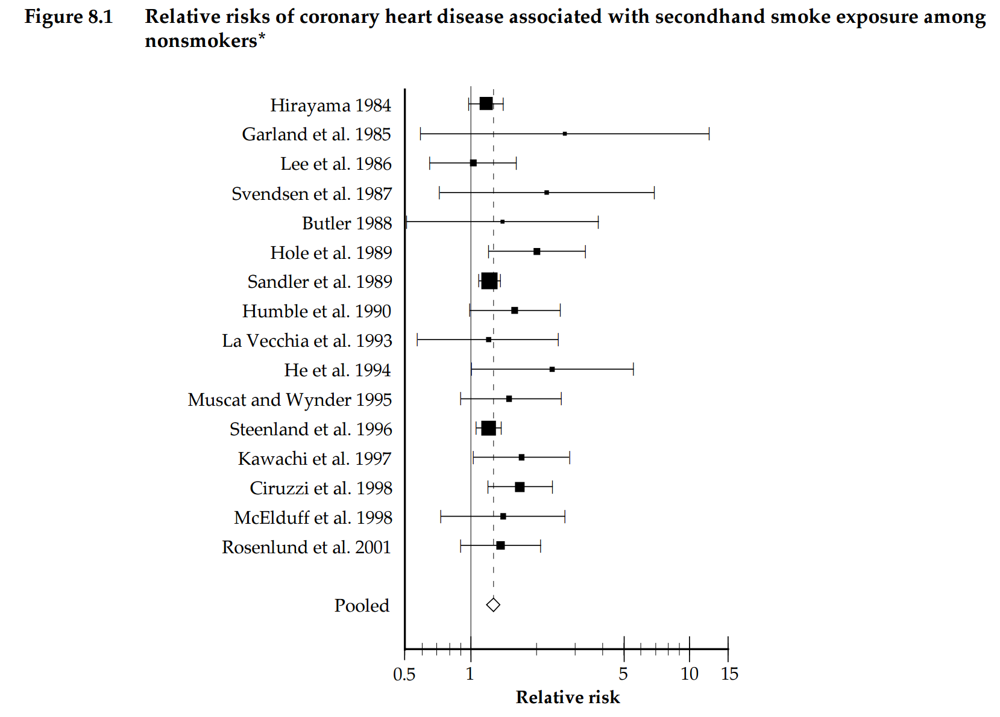 Figure 8.1 Relative risks of coronary heart disease associated with secondhand smoke exposure among
nonsmokers*
Hirayama 1984
Garland et al. 1985
Lee et al. 1986
Svendsen et al. 1987
Butler 1988
Hole et al. 1989
Sandler et al. 1989
Humble et al. 1990
La Vecchia et al. 1993
He et al. 1994
Muscat and Wynder 1995
Steenland et al. 1996
Kawachi et al. 1997
Ciruzzi et al. 1998
McElduff et al. 1998
Rosenlund et al. 2001
Pooled
0.5 1 5 10 15
Relative risk